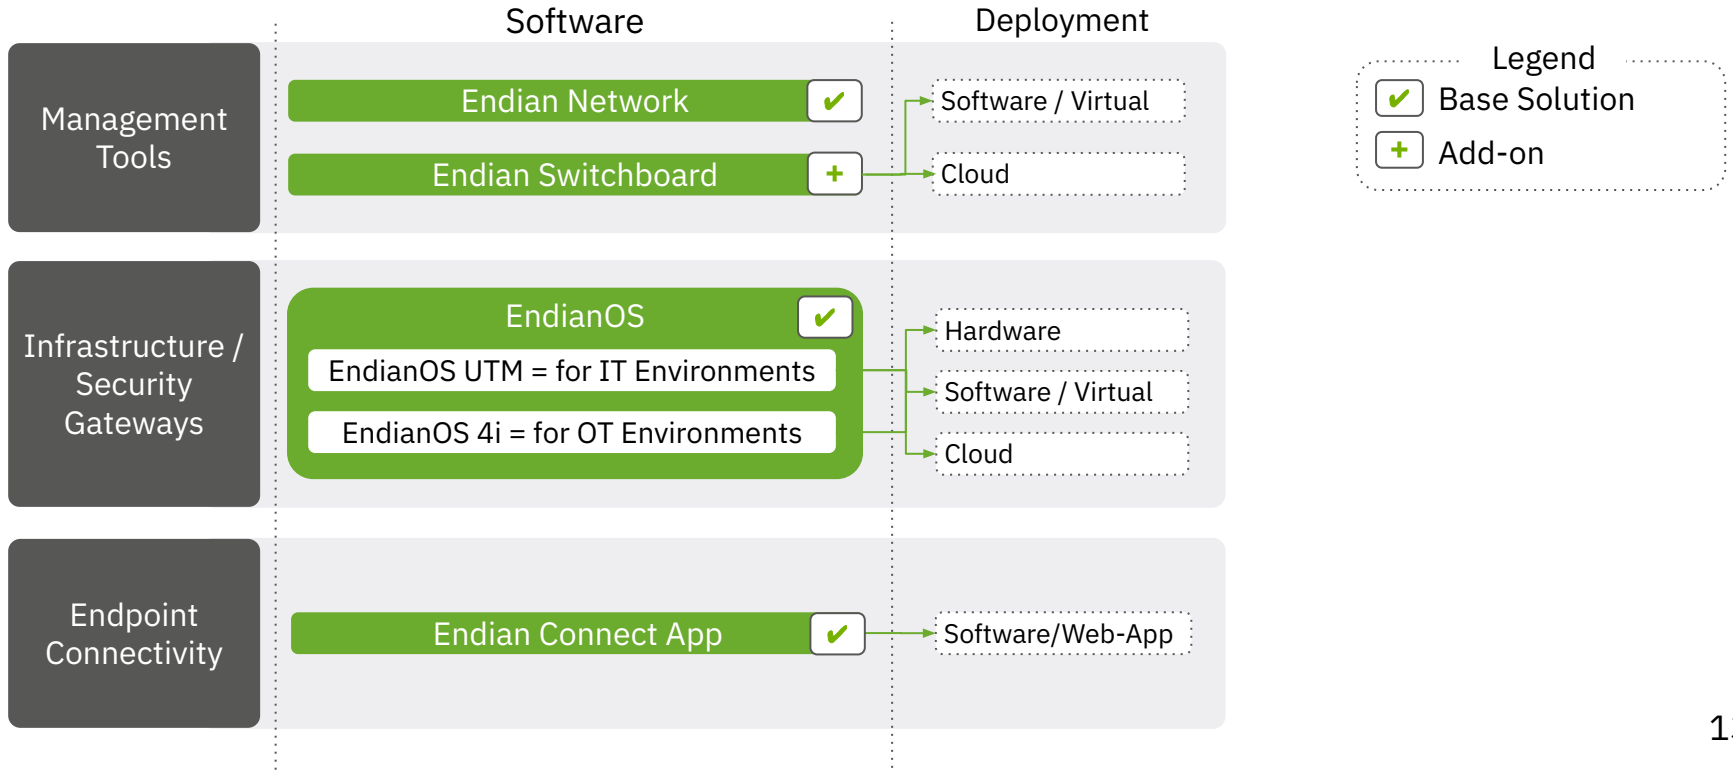 Software
Deployment
Legend
✔ Base Solution
+ Add-on
Management
Tools
Endian Network ✔
Endian Switchboard +
Software / Virtual
Cloud
Infrastructure /
Security
Gateways
EndianOS ✔
EndianOS UTM = for IT Environments
EndianOS 4i = for OT Environments
Hardware
Software / Virtual
Cloud
Endpoint
Connectivity
Endian Connect App ✔
Software/Web-App